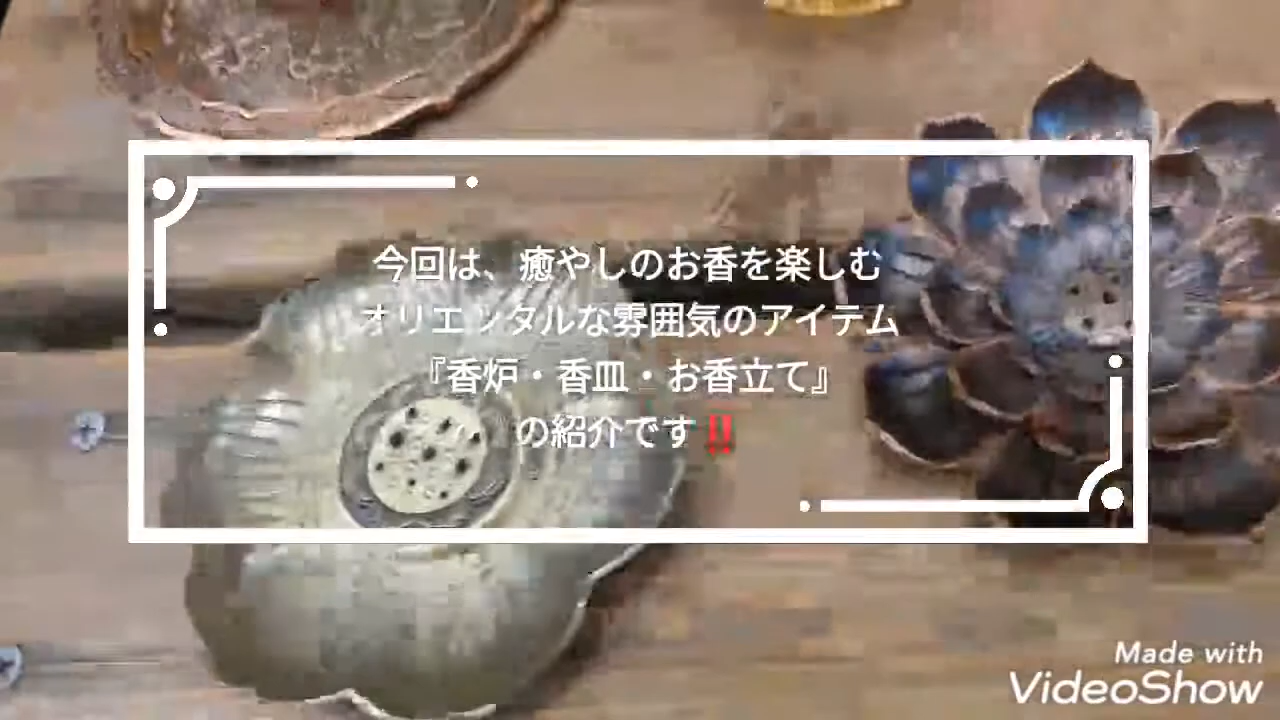 今回は、癒やしのお香を楽しむ
オリエンタルな雰囲気のアイテム
『香炉・香皿・お香立て』
の紹介です‼️
Made with
VideoShow